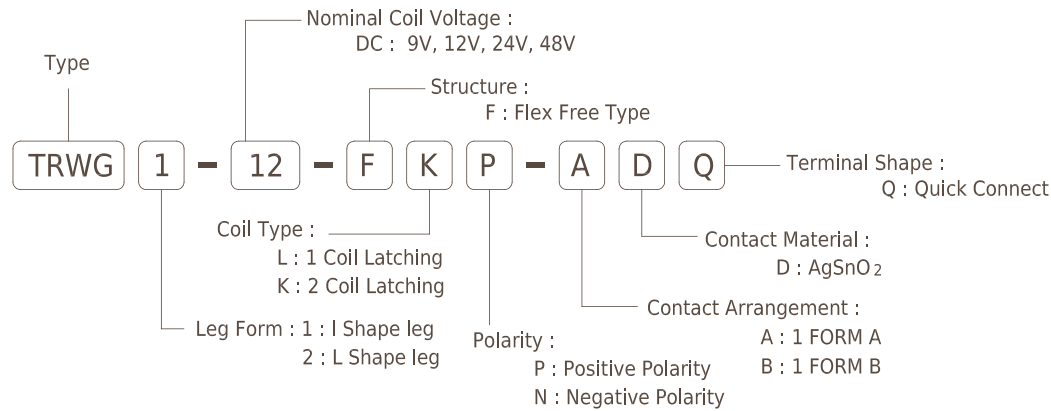 Nominal Coil Voltage :
DC : 9V, 12V, 24V, 48V
Type
Structure :
F : Flex Free Type
TRWG 1 - 12 - F K P - A D Q
Terminal Shape :
Q : Quick Connect
Coil Type :
L : 1 Coil Latching
K : 2 Coil Latching
Contact Material :
D : AgSnO2
Leg Form : 1 : l Shape leg
2 : L Shape leg
Polarity :
P : Positive Polarity
N : Negative Polarity
Contact Arrangement :
A : 1 FORM A
B : 1 FORM B